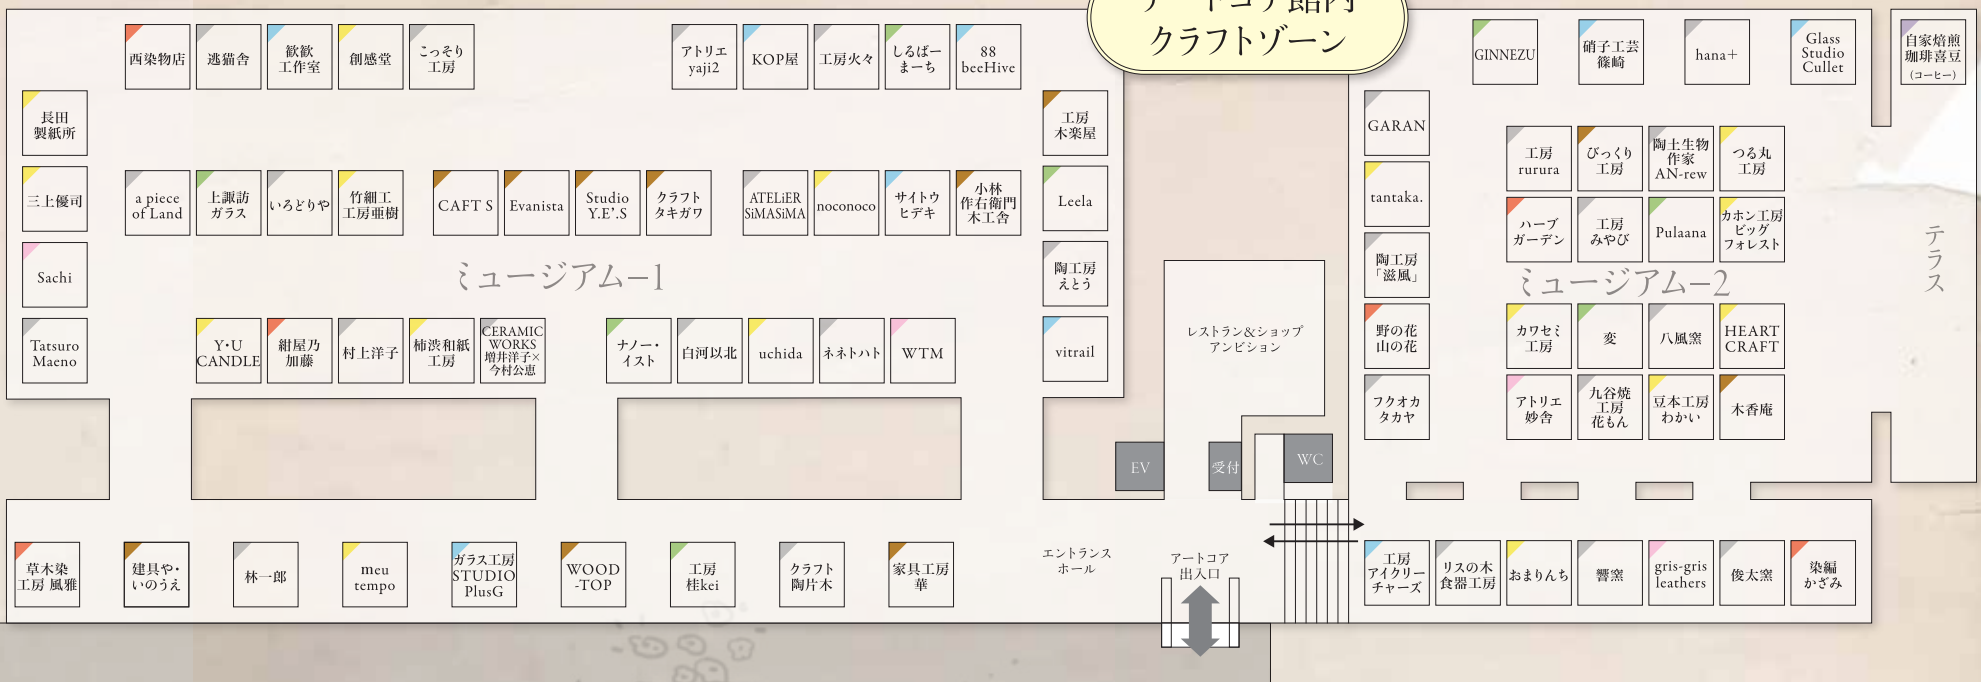 アートコア館内
クラフトゾーン
西染物店
逃猫舎
歓歓
工作室
創感堂
こっそり
工房
アトリエ
yaji2
KOP屋
工房火々
しるばー
まーち
88
beeHive
長田
製紙所
三上優司
Sachi
Tatsuro
Maeno
a piece
of Land
上諏訪
ガラス
いろどりや
竹細工
工房亜樹
CAFT S
Evanista
Studio
Y.E'.S
クラフト
タキガワ
ATELiER
SiMASiMA
noconoco
サイトウ
ヒデキ
小林
作右衛門
木工舎
工房
木楽屋
Leela
陶工房
えとう
vitrail
ミュージアム−1
Y・U
CANDLE
紺屋乃
加藤
村上洋子
柿渋和紙
工房
CERAMIC
WORKS
増井洋子×
今村公恵
ナノー・
イスト
白河以北
uchida
ネネトハト
WTM
草木染
工房 風雅
建具や・
いのうえ
林一郎
meu
tempo
ガラス工房
STUDIO
PlusG
WOOD
-TOP
工房
桂kei
クラフト
陶片木
家具工房
華
レストラン&ショップ
アンビション
EV
受付
WC
エントランス
ホール
アートコア
出入口
GINNEZU
硝子工芸
篠崎
hana+
Glass
Studio
Cullet
自家焙煎
珈琲喜豆
(コーヒー)
GARAN
tantaka.
陶工房
「滋風」
野の花
山の花
フクオカ
タカヤ
工房
rurura
びっくり
工房
陶土生物
作家
AN-rew
つる丸
工房
ハーブ
ガーデン
工房
みやび
Pulaana
カホン工房
ビッグ
フォレスト
ミュージアム−2
テラス
カワセミ
工房
変
八風窯
HEART
CRAFT
アトリエ
妙舎
九谷焼
工房
花もん
豆本工房
わかい
木香庵
工房
アイクリー
チャーズ
リスの木
食器工房
おまりんち
響窯
gris-gris
leathers
俊太窯
染編
かざみ